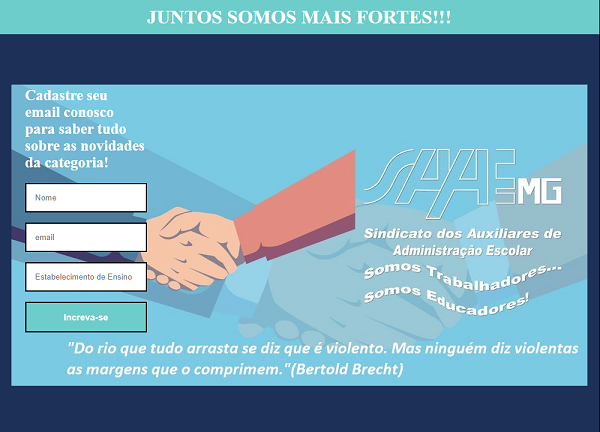 JUNTOS SOMOS MAIS FORTES!!!
Cadastre seu
email conosco
para saber tudo
sobre as novidades
da categoria!
Nome
email
Estabelecimento de Ensino
Increva-se
SAAE MG
Sindicato dos Auxiliares de
Administração Escolar
Somos Trabalhadores...
Somos Educadores!
"Do rio que tudo arrasta se diz que é violento. Mas ninguém diz violentas
as margens que o comprimem."(Bertold Brecht)